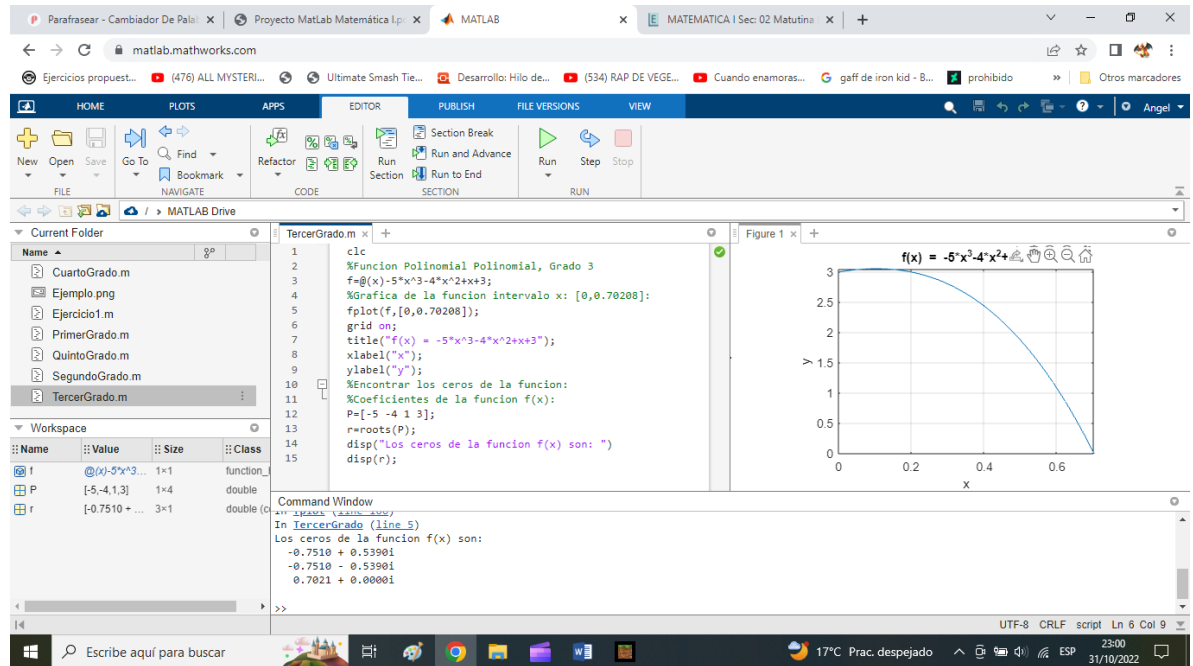 Parafrasear - Cambiador De Pala
Proyecto MatLab Matemática I.p
MATLAB
MATEMATICA I Sec: 02 Matutina
matlab.mathworks.com
Ejercicios propuest...
(476) ALL MYSTERI...
Ultimate Smash Tie...
Desarrollo: Hilo de...
(534) RAP DE VEGE...
Cuando enamoras...
gaff de iron kid - B...
prohibido
»
Otros marcadores
HOME PLOTS APPS EDITOR PUBLISH FILE VERSIONS VIEW
Angel
New Open Save
Go To
Find
Bookmark
Refactor
Run Section
Section Break
Run and Advance
Run to End
Run Step Stop
FILE NAVIGATE CODE SECTION RUN
/ › MATLAB Drive
Current Folder
Name
CuartoGrado.m
Ejemplo.png
Ejercicio1.m
PrimerGrado.m
QuintoGrado.m
SegundoGrado.m
TercerGrado.m
Workspace
Name Value Size Class
f @(x)-5*x^3... 1×1 function_
P [-5,-4,1,3] 1×4 double
r [-0.7510 + ... 3×1 double (c
TercerGrado.m × +
1 clc
2 %Funcion Polinomial Polinomial, Grado 3
3 f=@(x)-5*x^3-4*x^2+x+3;
4 %Grafica de la funcion intervalo x: [0,0.70208]:
5 fplot(f,[0,0.70208]);
6 grid on;
7 title("f(x) = -5*x^3-4*x^2+x+3");
8 xlabel("x");
9 ylabel("y");
10 %Encontrar los ceros de la funcion:
11 %Coeficientes de la funcion f(x):
12 P=[-5 -4 1 3];
13 r=roots(P);
14 disp("Los ceros de la funcion f(x) son: ")
15 disp(r);
Figure 1 × +
f(x) = -5*x³-4*x²+
3
2.5
2
1.5
1
0.5
0
y
0 0.2 0.4 0.6
x
Command Window
In fplot (line 160)
In TercerGrado (line 5)
Los ceros de la funcion f(x) son:
-0.7510 + 0.5390i
-0.7510 - 0.5390i
0.7021 + 0.0000i
>>
UTF-8 CRLF script Ln 6 Col 9
Escribe aquí para buscar
17°C Prac. despejado
ESP
23:00
31/10/2022